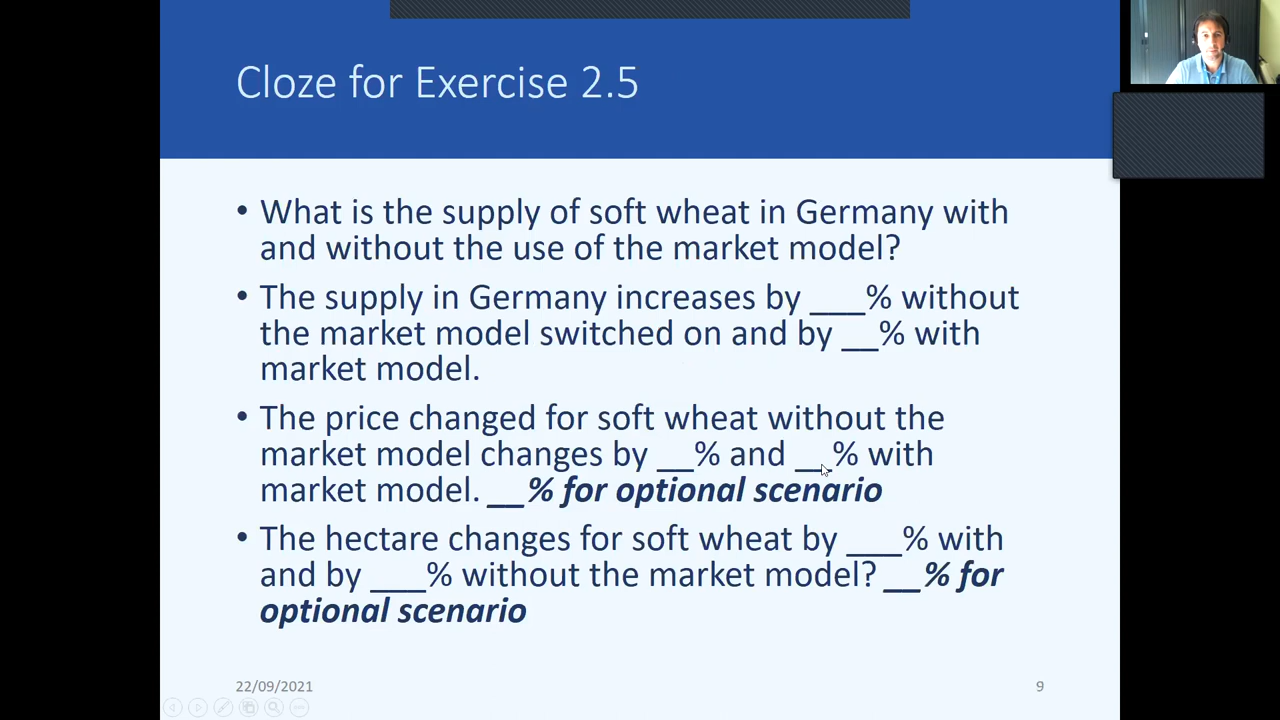 Cloze for Exercise 2.5
• What is the supply of soft wheat in Germany with
and without the use of the market model?
• The supply in Germany increases by ___% without
the market model switched on and by __% with
market model.
• The price changed for soft wheat without the
market model changes by __% and __% with
market model. __% for optional scenario
• The hectare changes for soft wheat by ___% with
and by ___% without the market model? __% for
optional scenario
22/09/2021
9